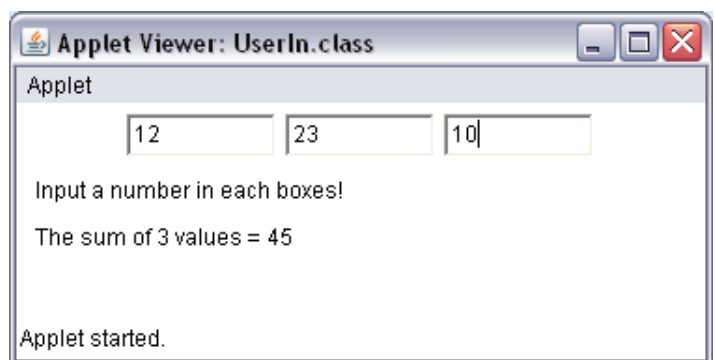 Applet Viewer: UserIn.class
Applet
12 23 10
Input a number in each boxes!
The sum of 3 values = 45
Applet started.